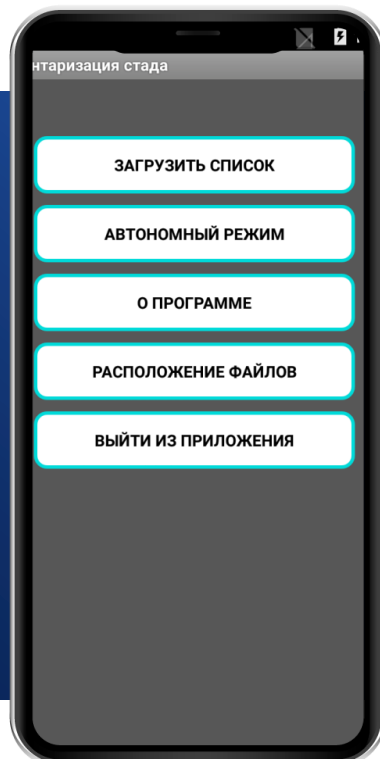 нтаризация стада
ЗАГРУЗИТЬ СПИСОК
АВТОНОМНЫЙ РЕЖИМ
О ПРОГРАММЕ
РАСПОЛОЖЕНИЕ ФАЙЛОВ
ВЫЙТИ ИЗ ПРИЛОЖЕНИЯ